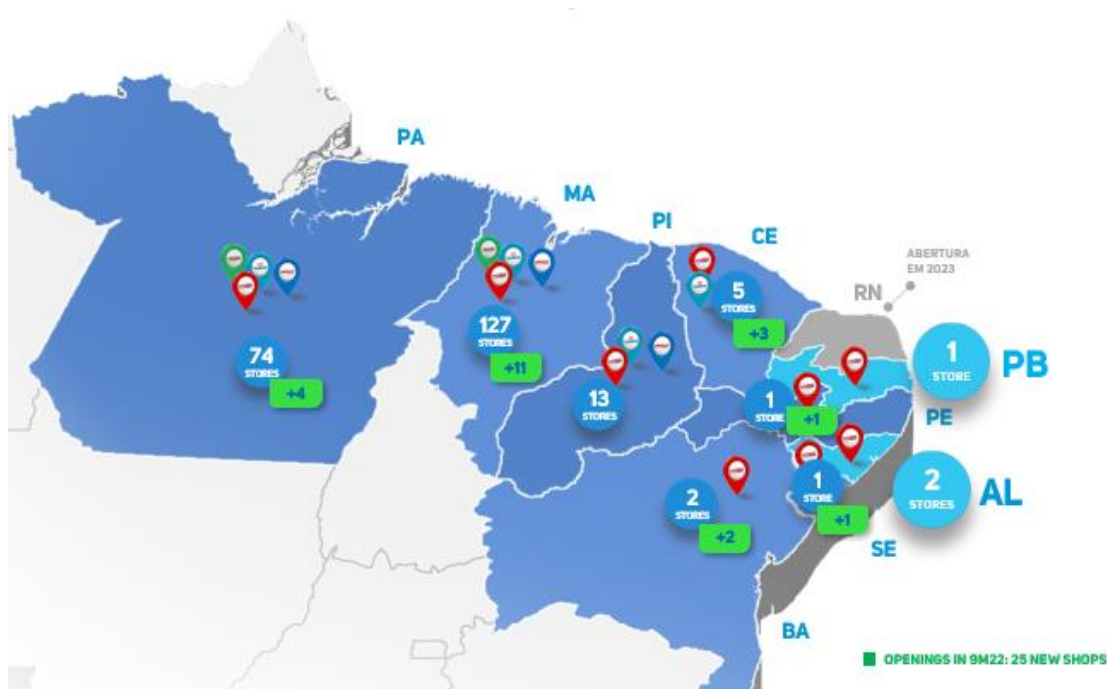 PA
MA
PI
CE
ABERTURA
EM 2023
RN
5
STORES
+3
127
STORES
+11
74
STORES
+4
13
STORES
1
STORE
PB
1
STORE
+1
PE
2
STORES
+2
1
STORE
+1
2
STORES
AL
SE
BA
OPENINGS IN 9M22: 25 NEW SHOPS